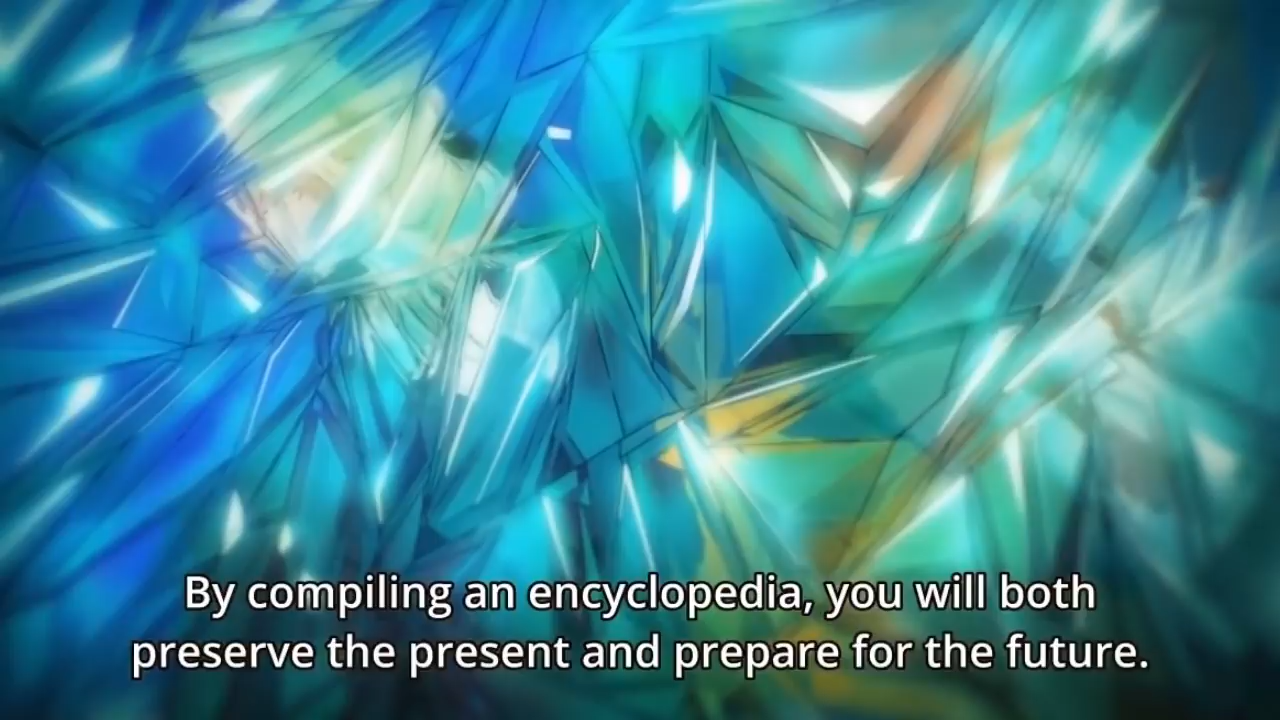 By compiling an encyclopedia, you will both
preserve the present and prepare for the future.